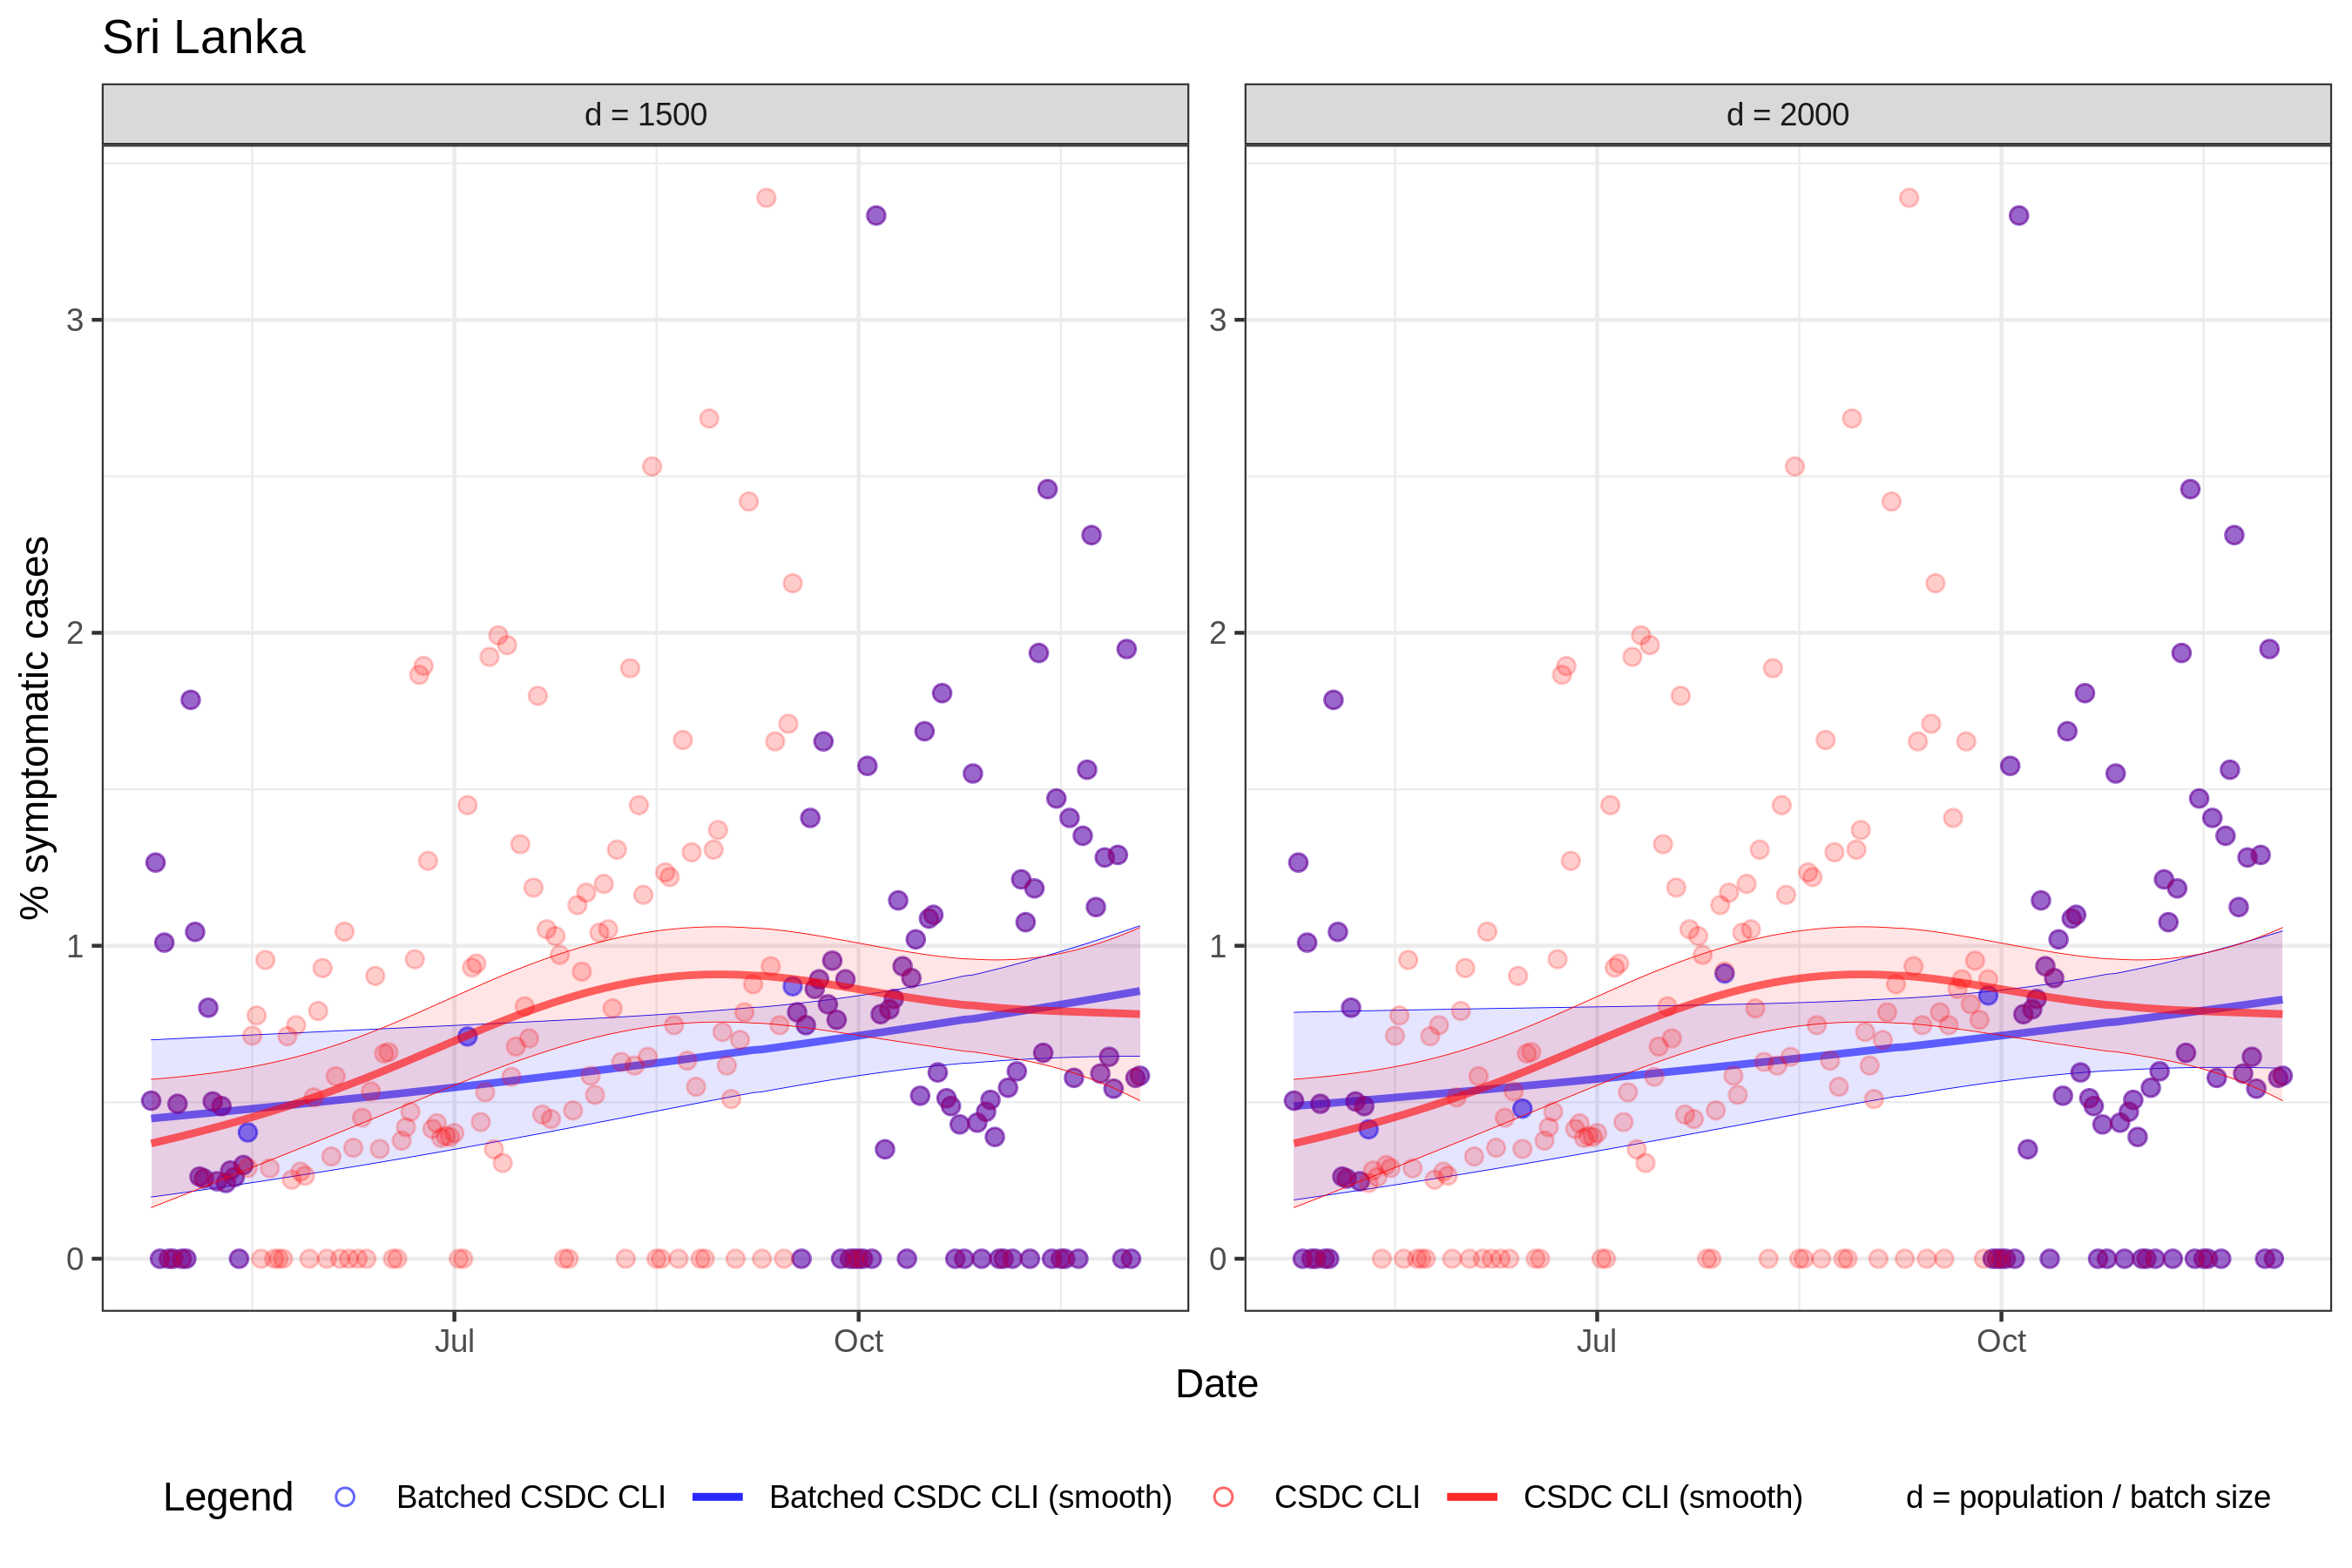 Sri Lanka
d = 1500
d = 2000
% symptomatic cases
3
2
1
0
3
2
1
0
Jul
Oct
Jul
Oct
Date
Legend
Batched CSDC CLI
Batched CSDC CLI (smooth)
CSDC CLI
CSDC CLI (smooth)
d = population / batch size